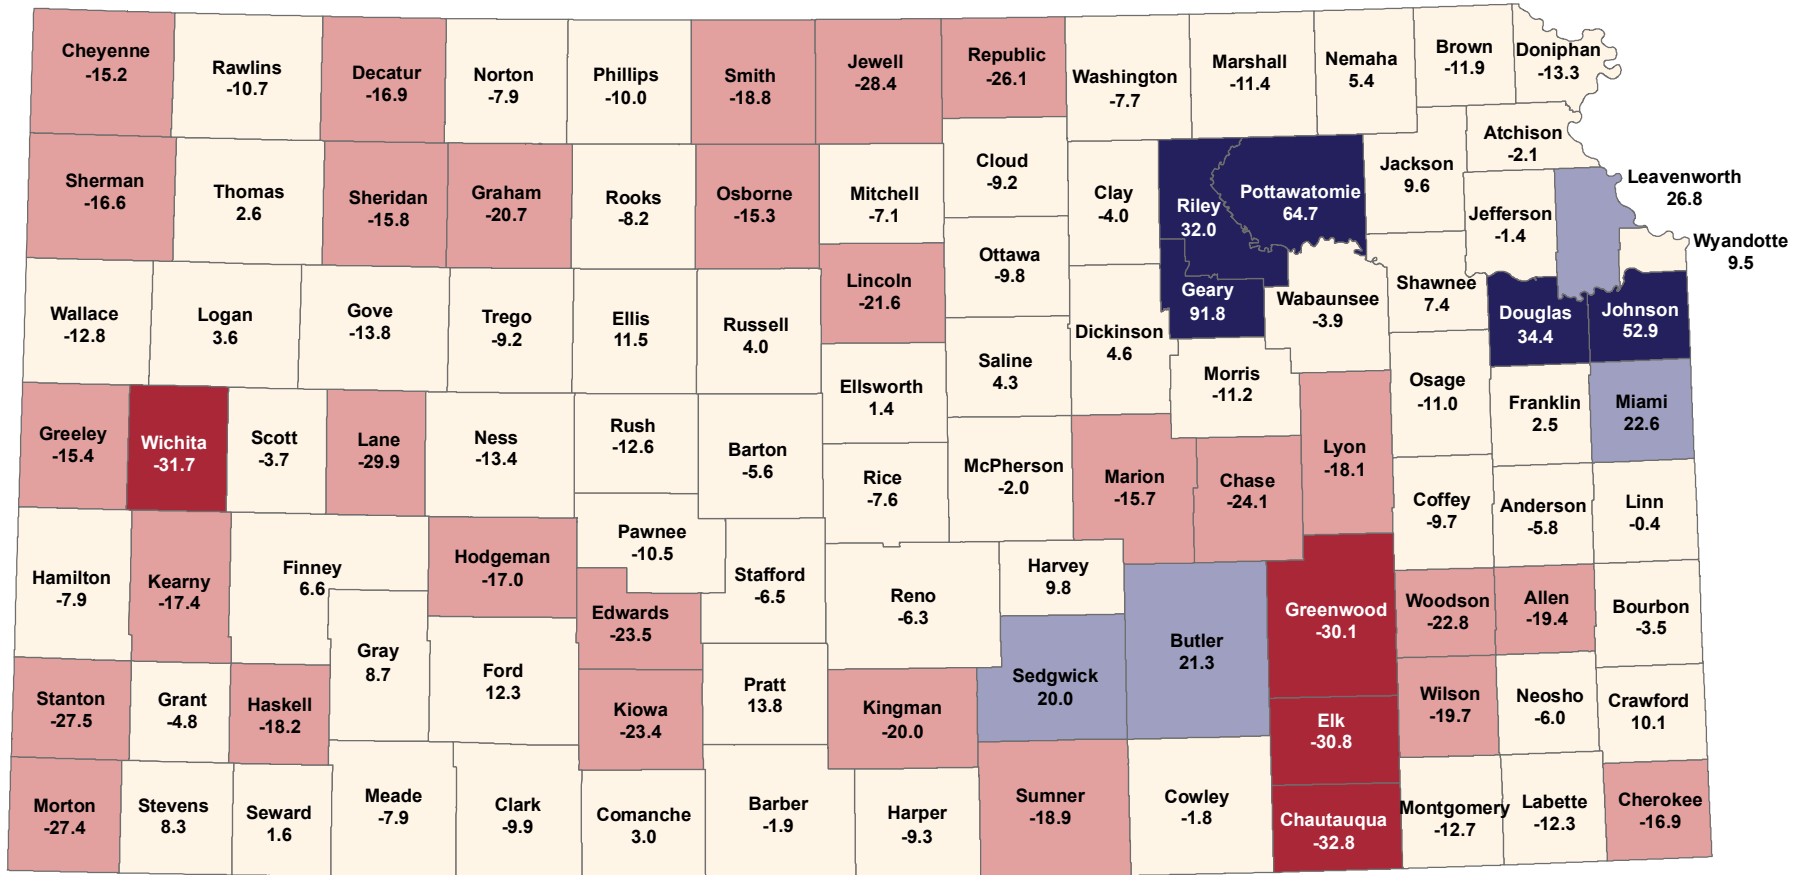 Cheyenne
-15.2
Rawlins
-10.7
Decatur
-16.9
Norton
-7.9
Phillips
-10.0
Smith
-18.8
Jewell
-28.4
Republic
-26.1
Washington
-7.7
Marshall
-11.4
Nemaha
5.4
Brown
-11.9
Doniphan
-13.3
Sherman
-16.6
Thomas
2.6
Sheridan
-15.8
Graham
-20.7
Rooks
-8.2
Osborne
-15.3
Mitchell
-7.1
Cloud
-9.2
Clay
-4.0
Riley
32.0
Pottawatomie
64.7
Jackson
9.6
Atchison
-2.1
Jefferson
-1.4
Leavenworth
26.8
Wyandotte
9.5
Wallace
-12.8
Logan
3.6
Gove
-13.8
Trego
-9.2
Ellis
11.5
Russell
4.0
Lincoln
-21.6
Ottawa
-9.8
Dickinson
4.6
Geary
91.8
Wabaunsee
-3.9
Shawnee
7.4
Douglas
34.4
Johnson
52.9
Greeley
-15.4
Wichita
-31.7
Scott
-3.7
Lane
-29.9
Ness
-13.4
Rush
-12.6
Barton
-5.6
Ellsworth
1.4
Saline
4.3
Morris
-11.2
Osage
-11.0
Franklin
2.5
Miami
22.6
Rice
-7.6
McPherson
-2.0
Marion
-15.7
Chase
-24.1
Lyon
-18.1
Coffey
-9.7
Anderson
-5.8
Linn
-0.4
Hamilton
-7.9
Kearny
-17.4
Finney
6.6
Hodgeman
-17.0
Pawnee
-10.5
Edwards
-23.5
Stafford
-6.5
Reno
-6.3
Harvey
9.8
Butler
21.3
Greenwood
-30.1
Woodson
-22.8
Allen
-19.4
Bourbon
-3.5
Stanton
-27.5
Grant
-4.8
Haskell
-18.2
Gray
8.7
Ford
12.3
Kiowa
-23.4
Pratt
13.8
Kingman
-20.0
Sedgwick
20.0
Elk
-30.8
Wilson
-19.7
Neosho
-6.0
Crawford
10.1
Morton
-27.4
Stevens
8.3
Seward
1.6
Meade
-7.9
Clark
-9.9
Comanche
3.0
Barber
-1.9
Harper
-9.3
Sumner
-18.9
Cowley
-1.8
Chautauqua
-32.8
Montgomery
-12.7
Labette
-12.3
Cherokee
-16.9